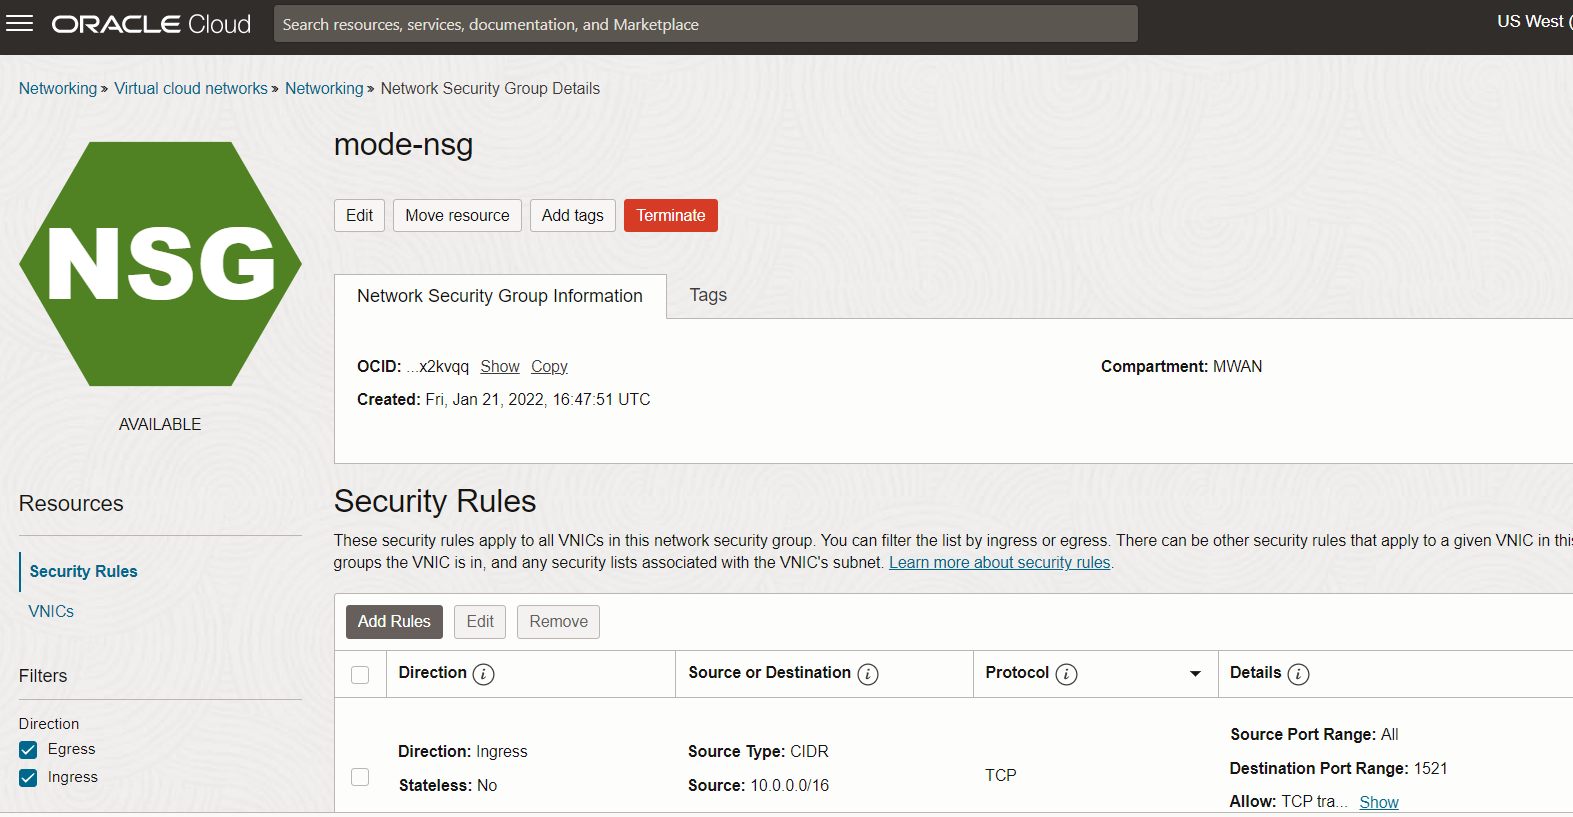 ORACLE Cloud
Search resources, services, documentation, and Marketplace
US West (
Networking » Virtual cloud networks » Networking » Network Security Group Details
NSG
AVAILABLE
mode-nsg
Edit Move resource Add tags Terminate
Network Security Group Information Tags
OCID: ...x2kvqq Show Copy
Compartment: MWAN
Created: Fri, Jan 21, 2022, 16:47:51 UTC
Resources
Security Rules
VNICs
Filters
Direction
Egress
Ingress
Security Rules
These security rules apply to all VNICs in this network security group. You can filter the list by ingress or egress. There can be other security rules that apply to a given VNIC in
groups the VNIC is in, and any security lists associated with the VNIC's subnet. Learn more about security rules.
Add Rules Edit Remove
Direction i Source or Destination i Protocol i Details i
Direction: Ingress
Stateless: No
Source Type: CIDR
Source: 10.0.0.0/16
TCP
Source Port Range: All
Destination Port Range: 1521
Allow: TCP tra... Show